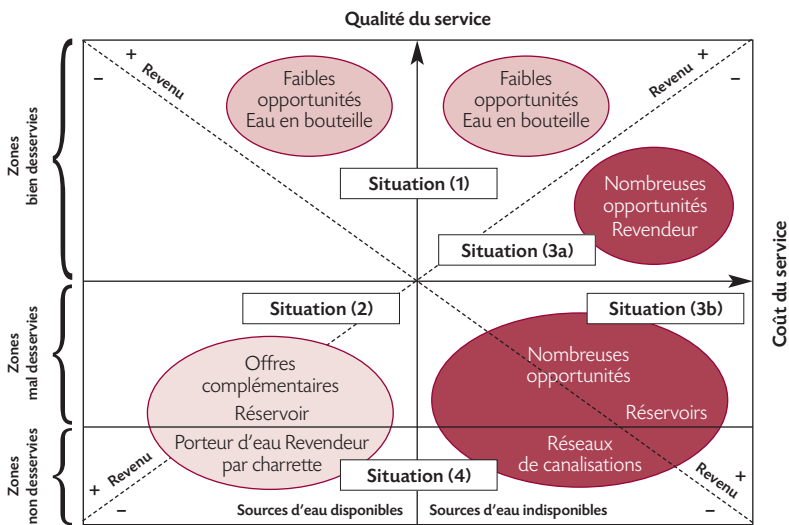 Qualité du service
+
−
Revenu
Faibles
opportunités
Eau en bouteille
Faibles
opportunités
Eau en bouteille
+
−
Revenu
Zones
bien desservies
Situation (1)
Nombreuses
opportunités
Revendeur
Situation (3a)
Coût du service
Situation (2)
Situation (3b)
Zones
mal desservies
Offres
complémentaires
Réservoir
Nombreuses
opportunités
Réservoirs
Zones
non desservies
Porteur d'eau Revendeur
par charrette
Réseaux
de canalisations
Situation (4)
+
−
Revenu
Revenu
+
−
Sources d'eau disponibles
Sources d'eau indisponibles